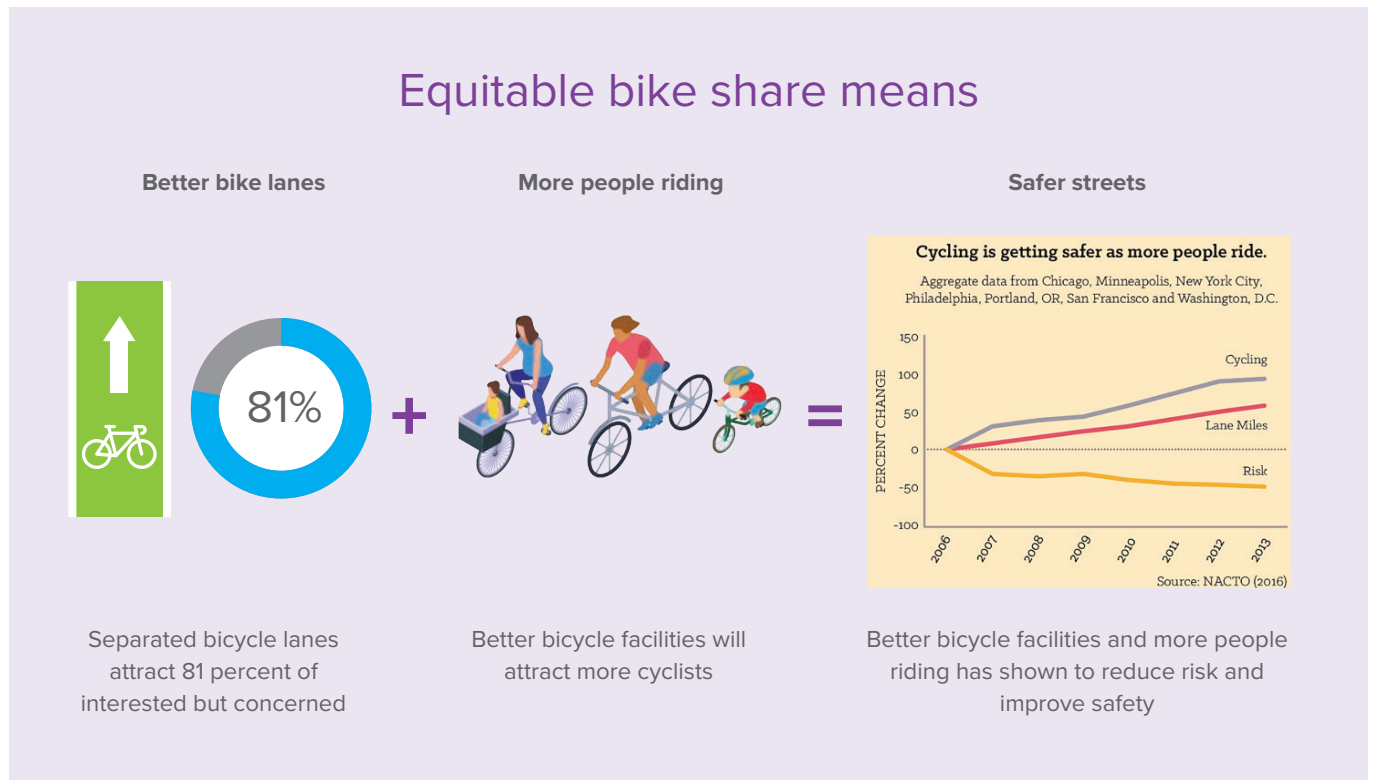 Equitable bike share means
Better bike lanes
81%
Separated bicycle lanes
attract 81 percent of
interested but concerned
+
More people riding
Better bicycle facilities will
attract more cyclists
=
Safer streets
Cycling is getting safer as more people ride.
Aggregate data from Chicago, Minneapolis, New York City,
Philadelphia, Portland, OR, San Francisco and Washington, D.C.
PERCENT CHANGE
150
100
50
0
-50
-100
Cycling
Lane Miles
Risk
2006
2007
2008
2009
2010
2011
2012
2013
Source: NACTO (2016)
Better bicycle facilities and more people
riding has shown to reduce risk and
improve safety